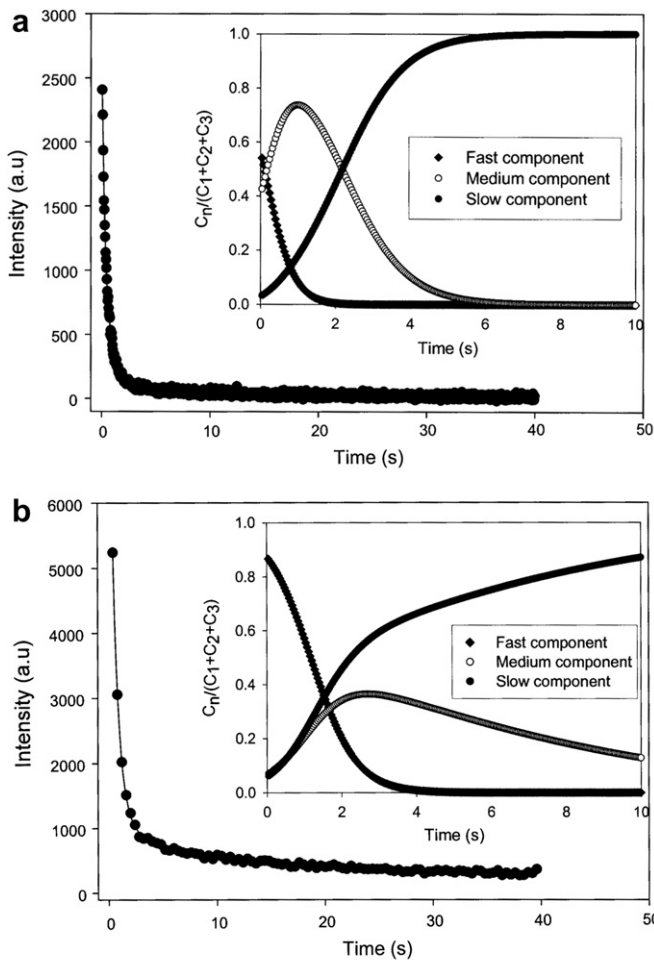 a
3000
2500
2000
1500
1000
500
0
Intensity (a.u)
0 10 20 30 40 50
Time (s)
1.0
0.8
0.6
0.4
0.2
0.0
Cn/(C1+C2+C3)
Fast component
Medium component
Slow component
0 2 4 6 8 10
Time (s)
b
6000
5000
4000
3000
2000
1000
0
Intensity (a.u)
0 10 20 30 40 50
Time (s)
1.0
0.8
0.6
0.4
0.2
0.0
Cn/(C1+C2+C3)
Fast component
Medium component
Slow component
0 2 4 6 8 10
Time (s)